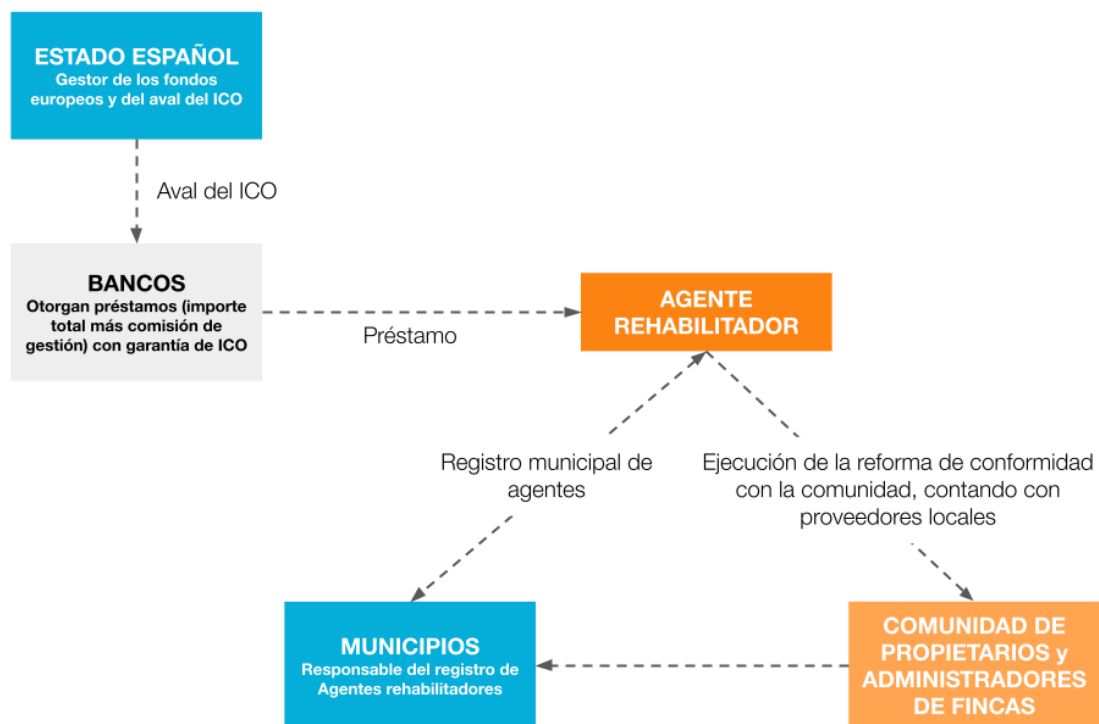 ESTADO ESPAÑOL
Gestor de los fondos
europeos y del aval del ICO
Aval del ICO
BANCOS
Otorgan préstamos (importe
total más comisión de
gestión) con garantía de ICO
Préstamo
AGENTE
REHABILITADOR
Registro municipal de
agentes
Ejecución de la reforma de conformidad
con la comunidad, contando con
proveedores locales
MUNICIPIOS
Responsable del registro de
Agentes rehabilitadores
COMUNIDAD DE
PROPIETARIOS y
ADMINISTRADORES
DE FINCAS